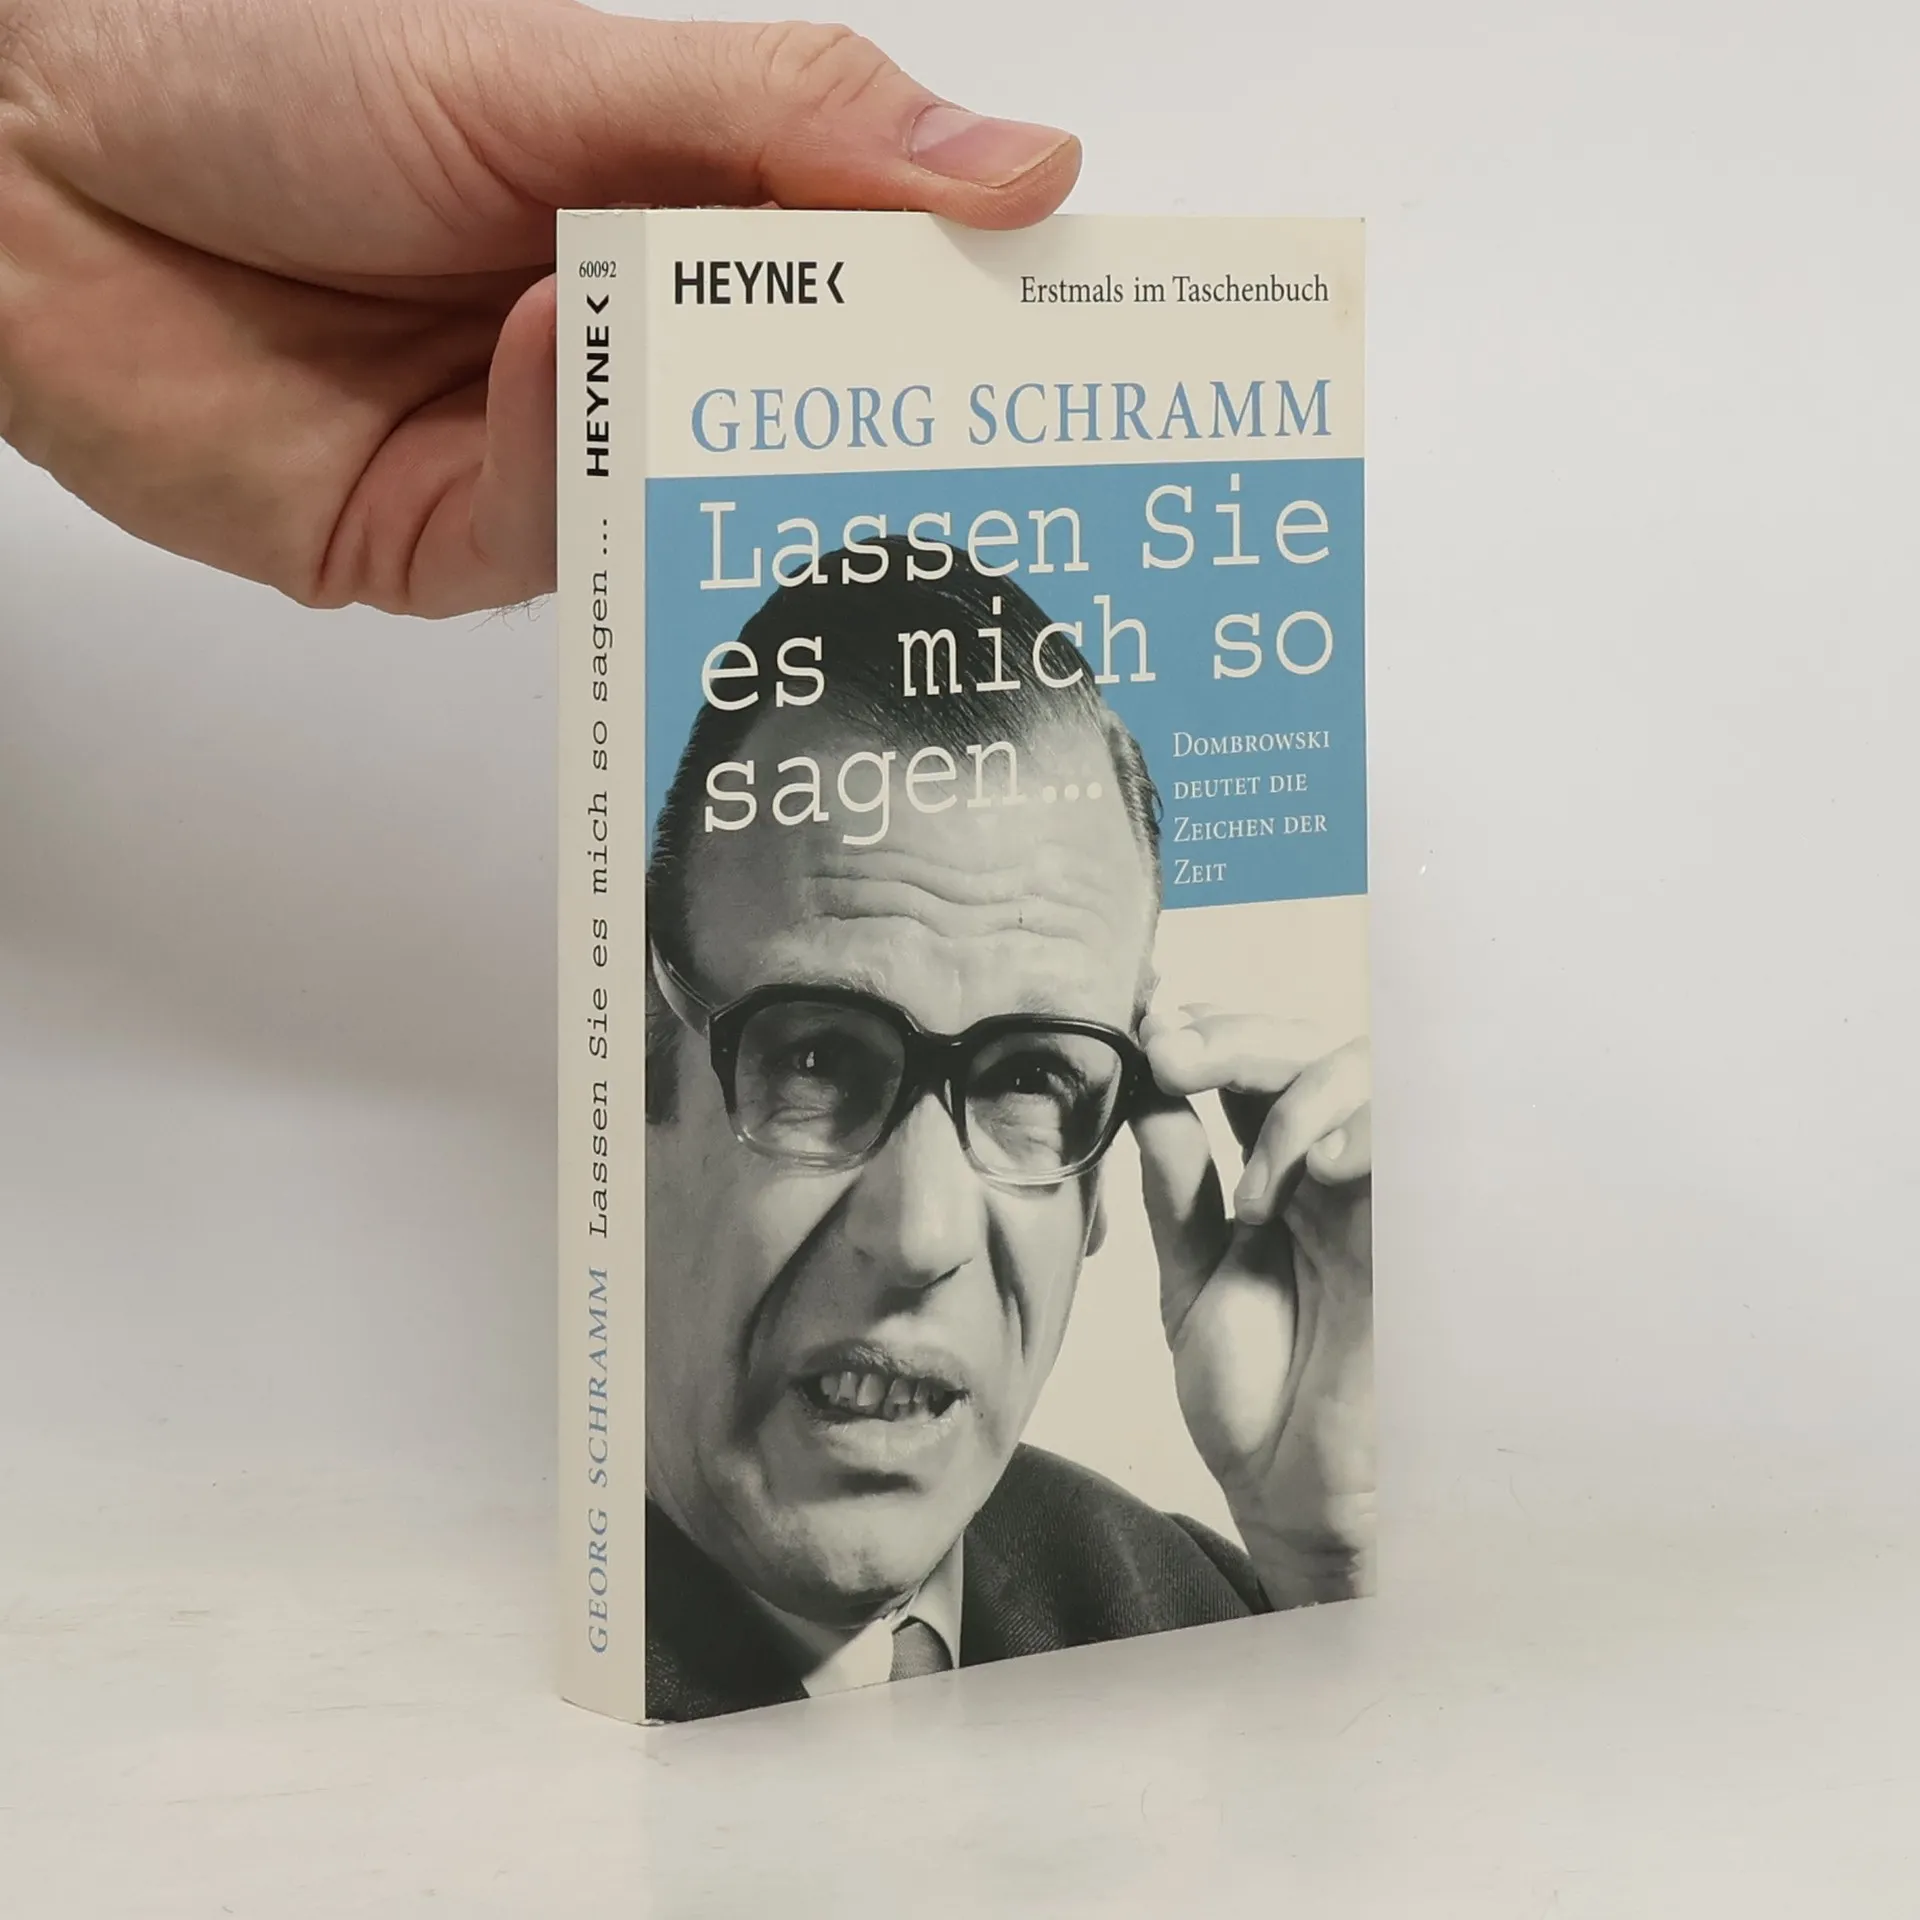 60092
HEYNE<
Lassen Sie es mich so sagen ...
GEORG SCHRAMM
HEYNE<
Erstmals im Taschenbuch
GEORG SCHRAMM
Lassen Sie
es mich so
sagen...
DOMBROWSKI
DEUTET DIE
ZEICHEN DER
ZEIT